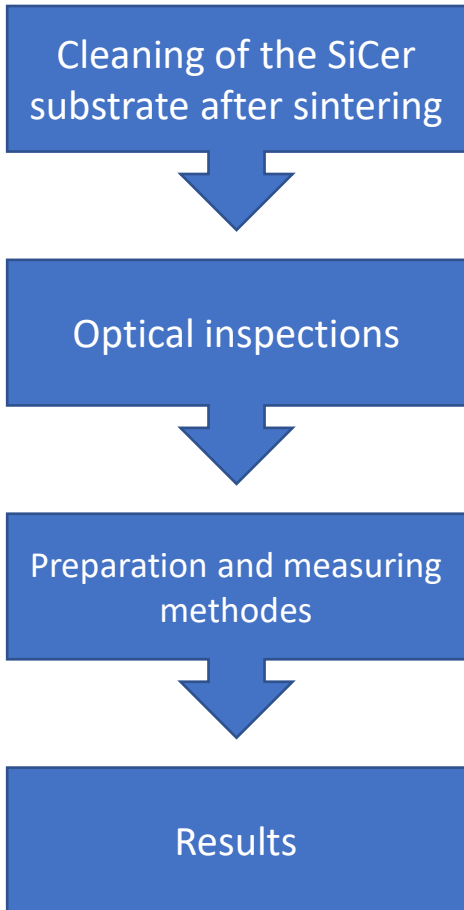 Cleaning of the SiCer
substrate after sintering
Optical inspections
Preparation and measuring
methodes
Results